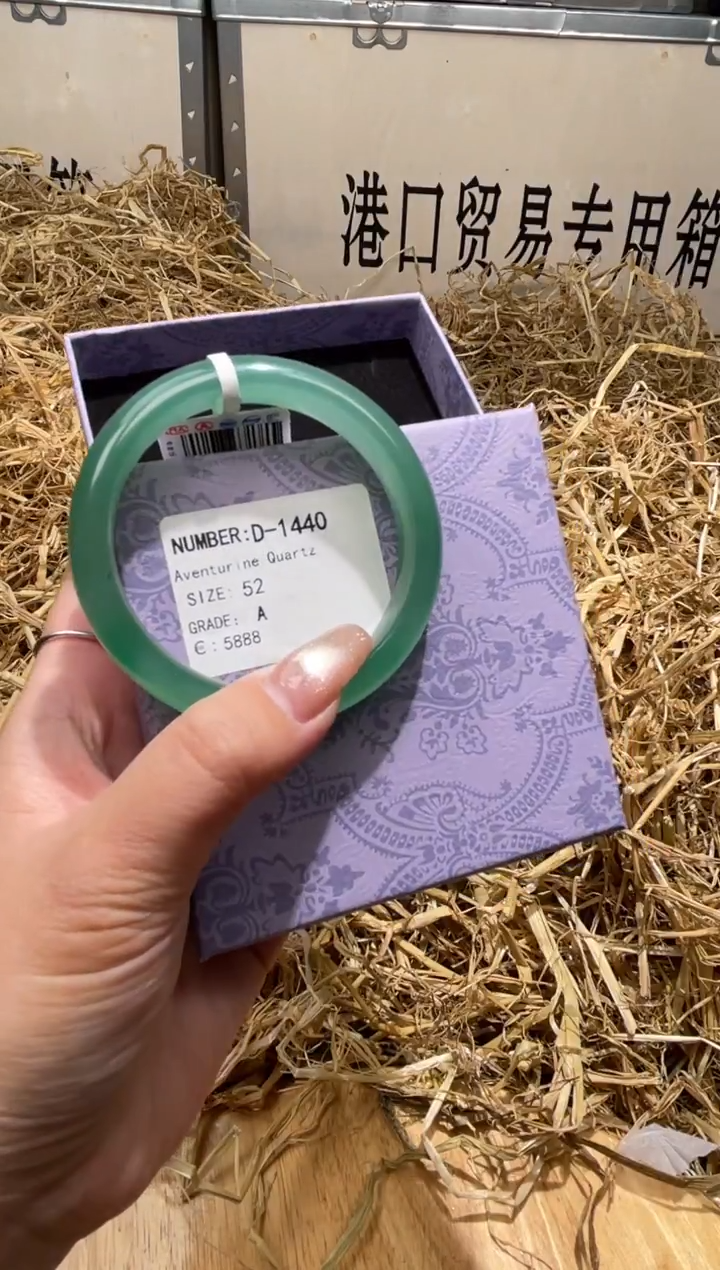 港口贸易专用箱
NUMBER:D-1440
Aventurine Quartz
SIZE: 52
GRADE: A
€: 5888